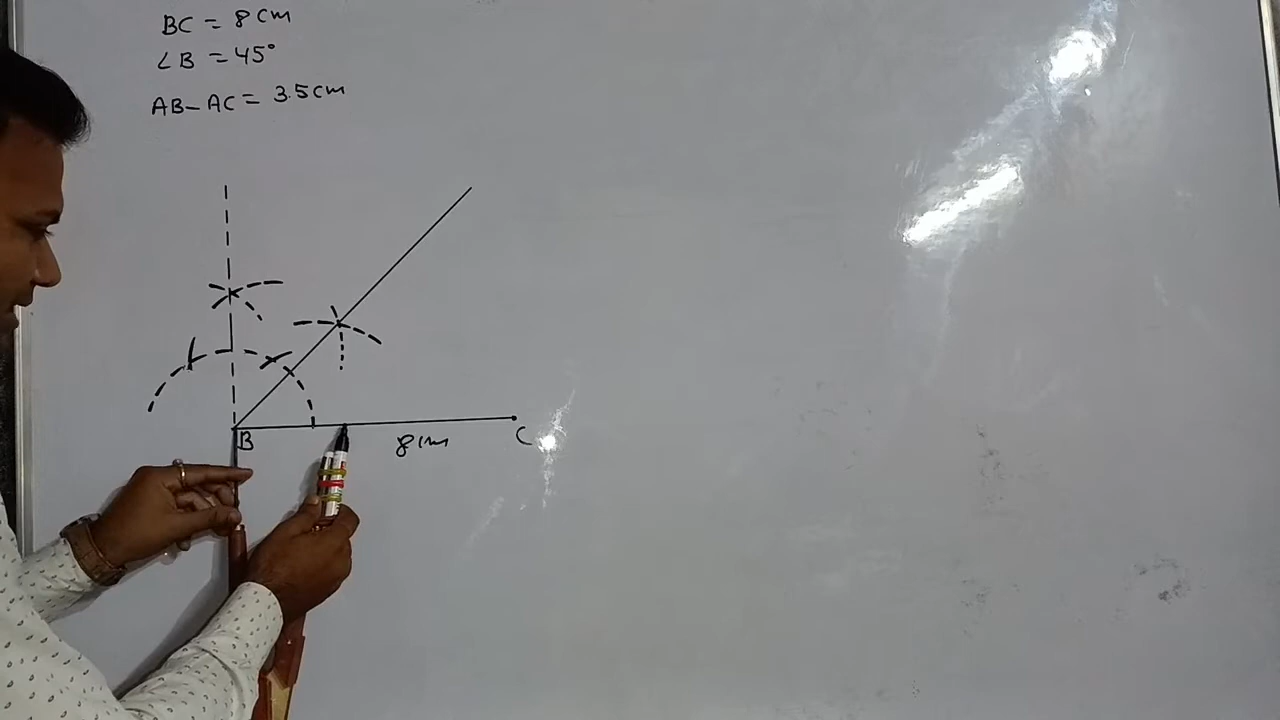 BC = 8 cm
∠B = 45°
AB - AC = 3.5 cm
B
8 cm
C